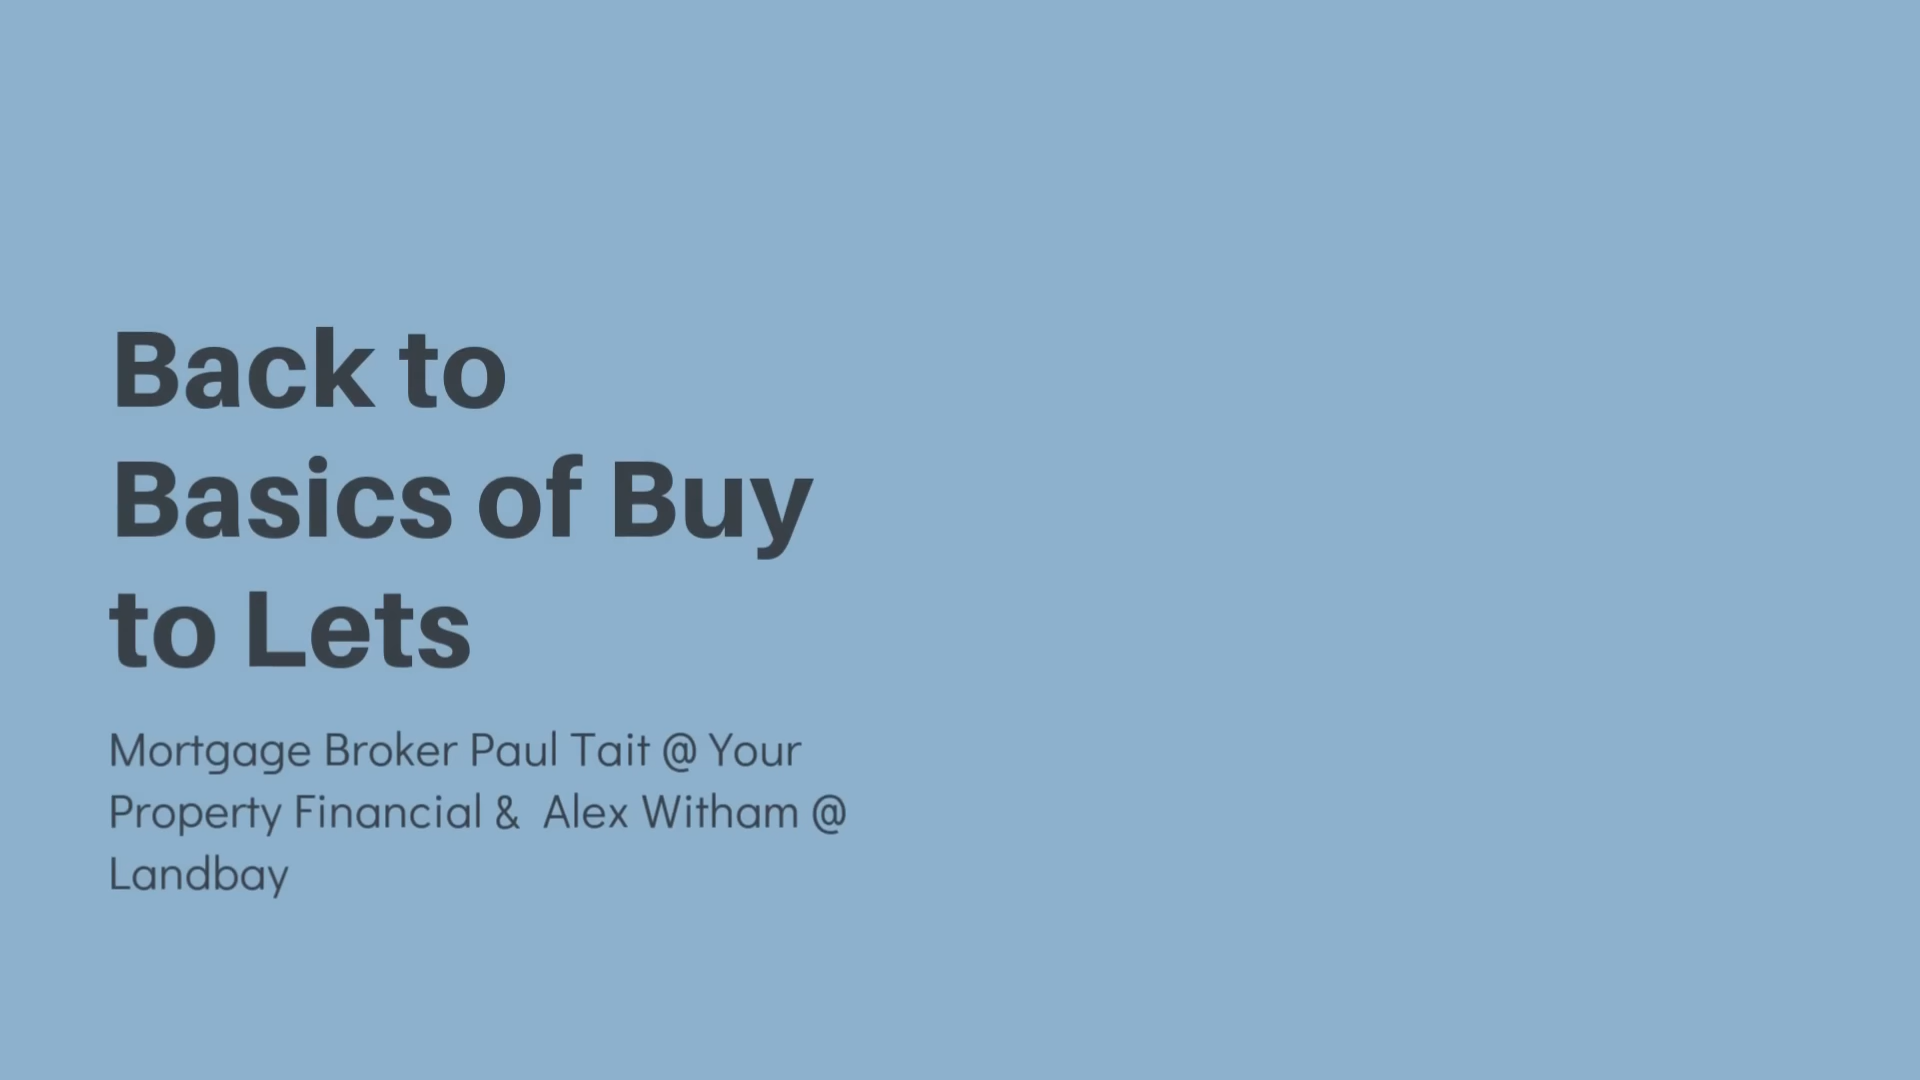 Back to
Basics of Buy
to Lets
Mortgage Broker Paul Tait @ Your
Property Financial &  Alex Witham @
Landbay